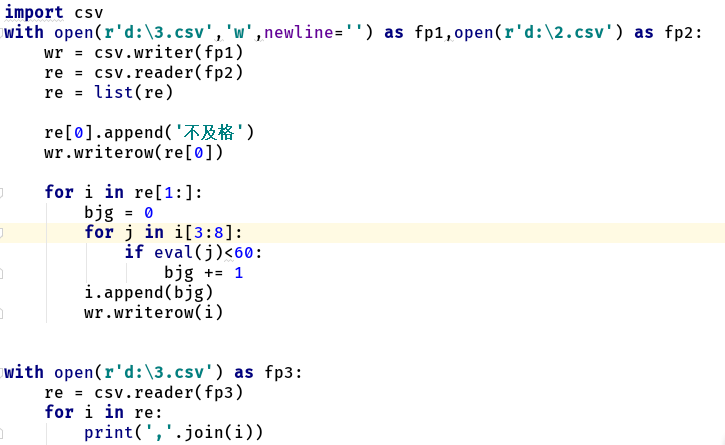 import csv
with open(r'd:\3.csv','w',newline='') as fp1,open(r'd:\2.csv') as fp2:
    wr = csv.writer(fp1)
    re = csv.reader(fp2)
    re = list(re)

    re[0].append('不及格')
    wr.writerow(re[0])

    for i in re[1:]:
        bjg = 0
        for j in i[3:8]:
            if eval(j)<60:
                bjg += 1
        i.append(bjg)
        wr.writerow(i)


with open(r'd:\3.csv') as fp3:
    re = csv.reader(fp3)
    for i in re:
        print(','.join(i))